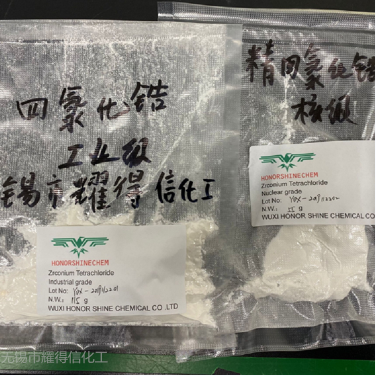 四氯化锆
工业级
锡市耀得信化工
HONORSHINECHEM
Zirconium Tetrachloride
Industrial grade
Lot No:
N.W.: 115 g
WUXI HONOR SHINE CHEMICAL CO .,LTD
精四氯化锆
核级
HONORSHINECHEM
Zirconium Tetrachloride
Nuclear grade
Lot No:
N.W.: 25 g
WUXI HONOR SHINE CHEMICAL CO
无锡市耀得信化工